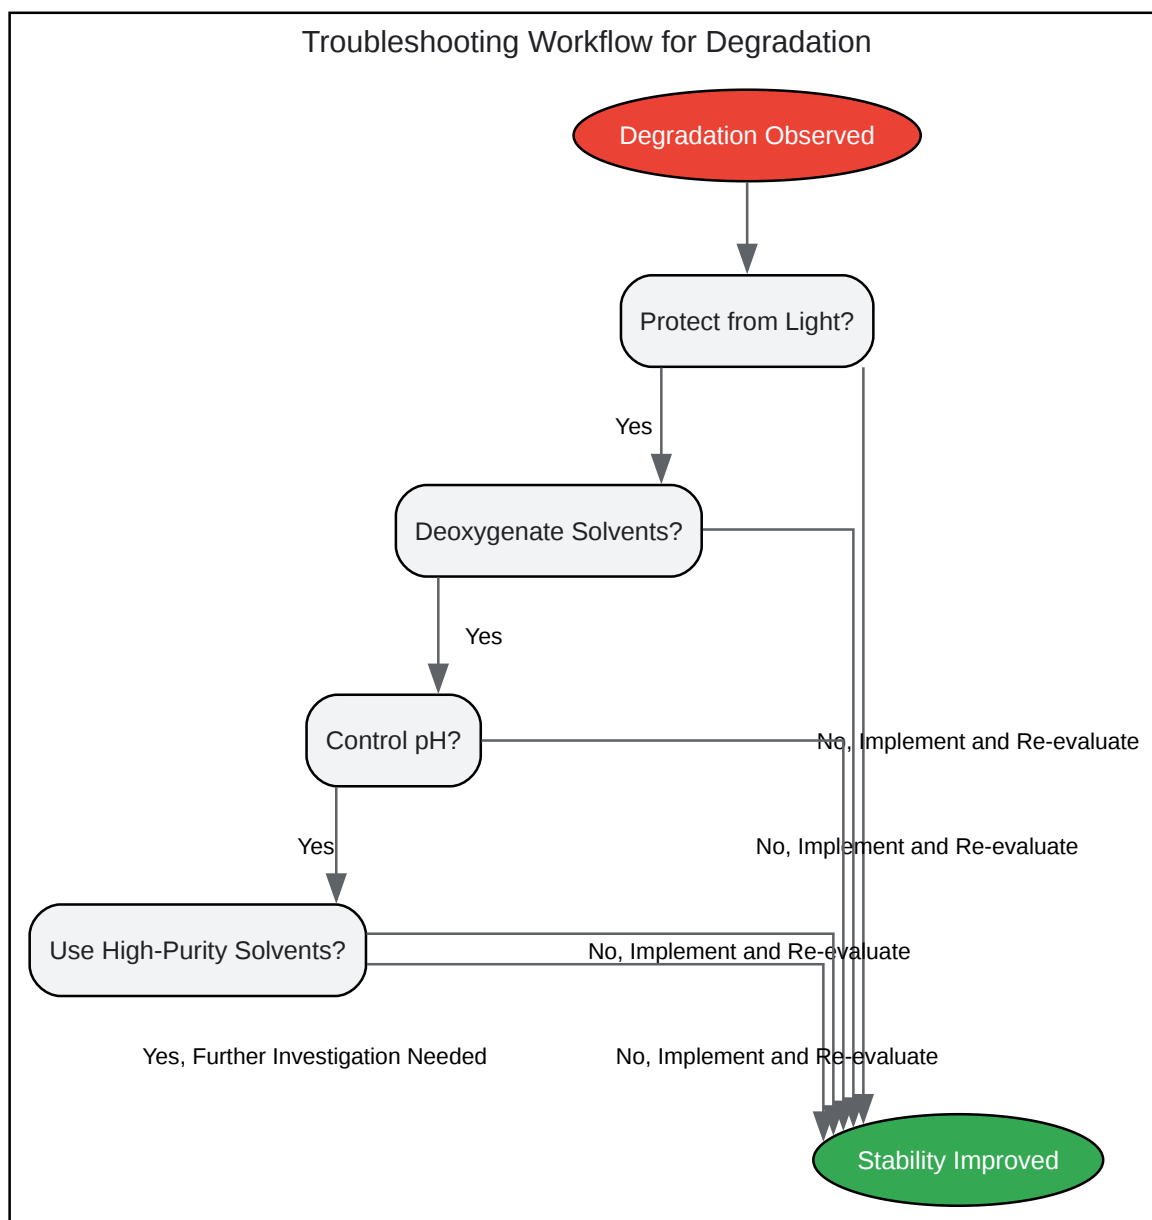 Troubleshooting Workflow for Degradation
Degradation Observed
Protect from Light?
Yes
Deoxygenate Solvents?
Yes
Control pH?
No, Implement and Re-evaluate
Yes
No, Implement and Re-evaluate
Use High-Purity Solvents?
No, Implement and Re-evaluate
Yes, Further Investigation Needed
No, Implement and Re-evaluate
Stability Improved